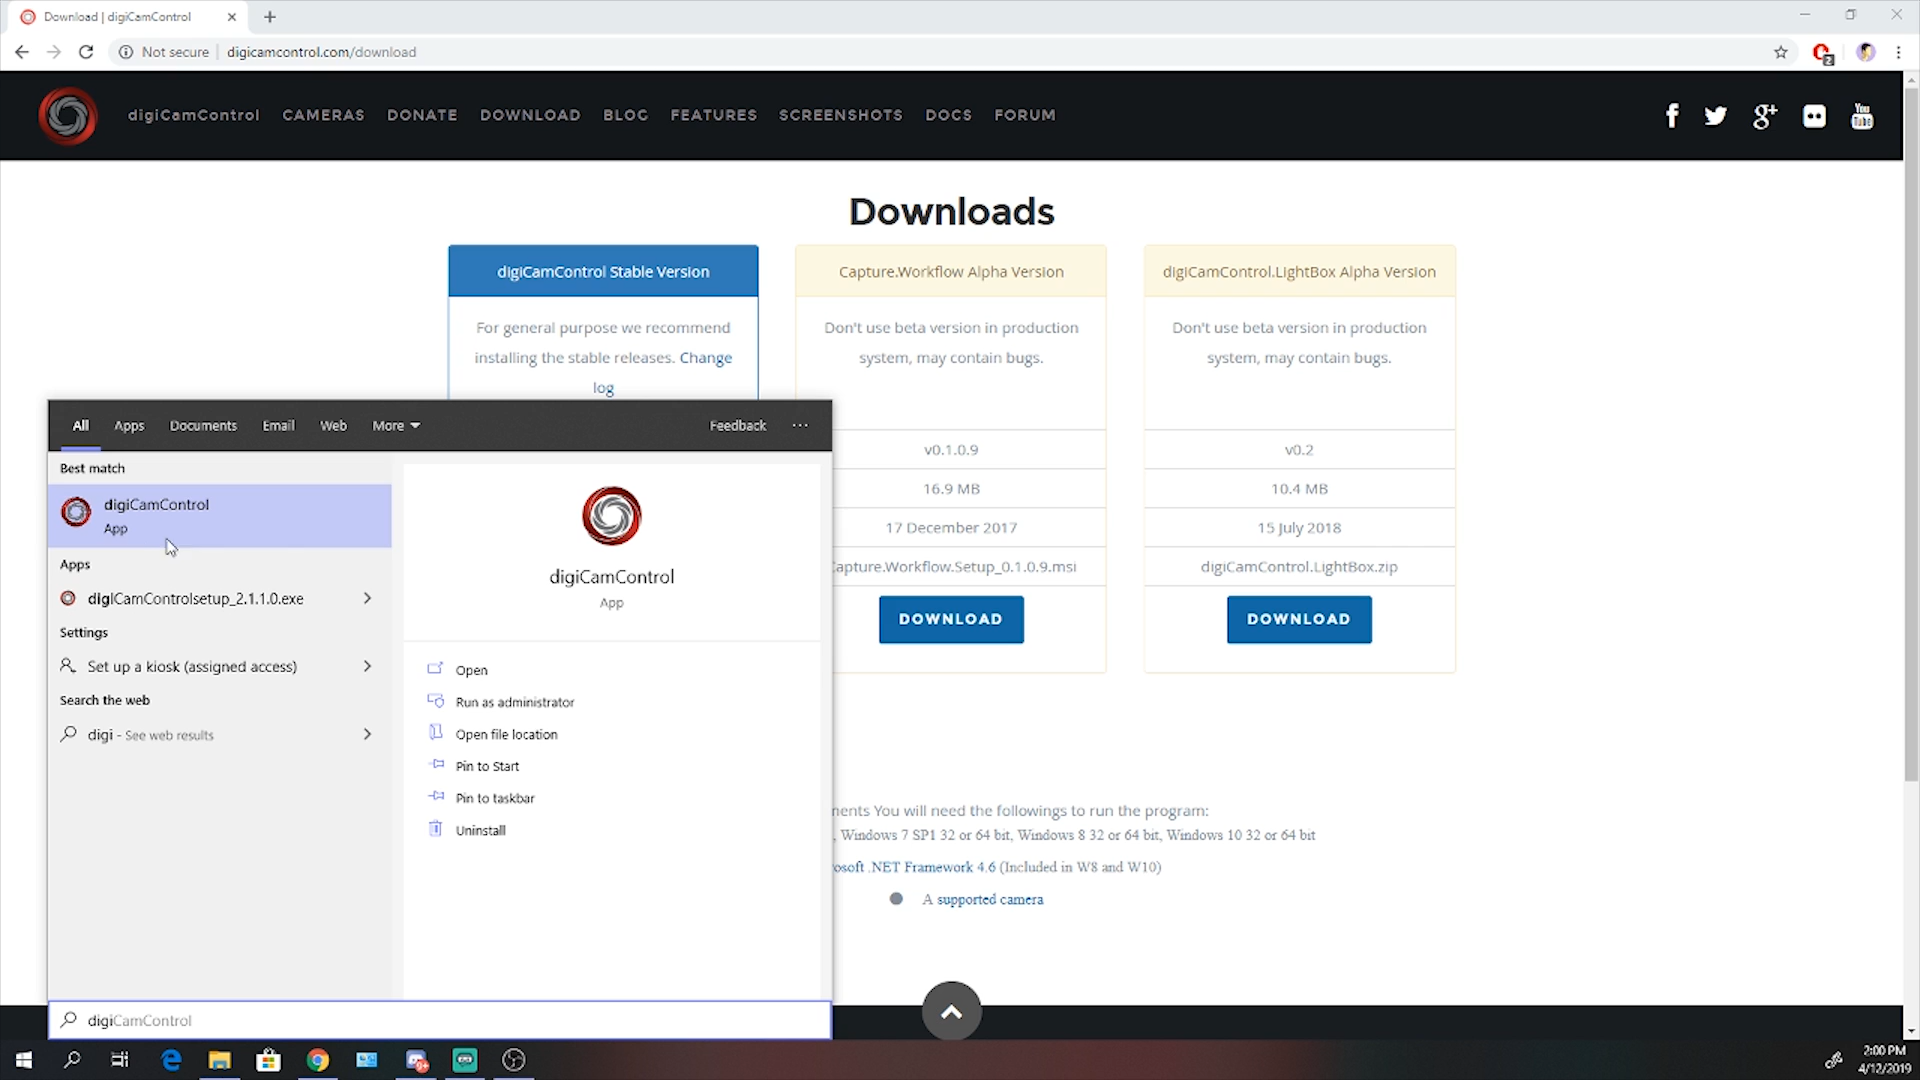 Download | digiCamControl
Not secure
digicamcontrol.com/download
2
digiCamControl
CAMERAS
DONATE
DOWNLOAD
BLOG
FEATURES
SCREENSHOTS
DOCS
FORUM
You
Tube
Downloads
digiCamControl Stable Version
For general purpose we recommend
installing the stable releases. Change
log
Capture.Workflow Alpha Version
Don't use beta version in production
system, may contain bugs.
v0.1.0.9
16.9 MB
17 December 2017
apture.Workflow.Setup_0.1.0.9.msi
DOWNLOAD
digiCamControl.LightBox Alpha Version
Don't use beta version in production
system, may contain bugs.
v0.2
10.4 MB
15 July 2018
digiCamControl.LightBox.zip
DOWNLOAD
ents You will need the followings to run the program:
, Windows 7 SP1 32 or 64 bit, Windows 8 32 or 64 bit, Windows 10 32 or 64 bit
osoft .NET Framework 4.6 (Included in W8 and W10)
A supported camera
All
Apps
Documents
Email
Web
More
Feedback
Best match
digiCamControl
App
Apps
digICamControlsetup_2.1.1.0.exe
Settings
Set up a kiosk (assigned access)
Search the web
digi - See web results
digiCamControl
App
Open
Run as administrator
Open file location
Pin to Start
Pin to taskbar
Uninstall
digiCamControl
2:00 PM
4/12/2019